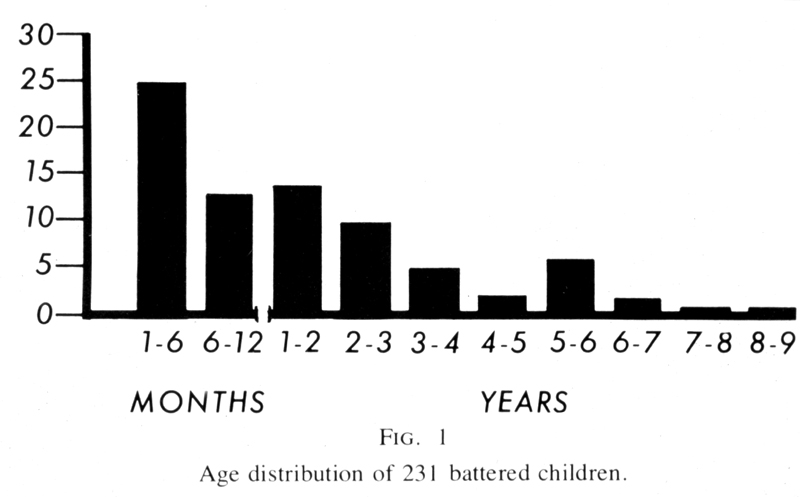 30
25
20
15
10
5
0
1-6 6-12 1-2 2-3 3-4 4-5 5-6 6-7 7-8 8-9
MONTHS YEARS
FIG. 1
Age distribution of 231 battered children.